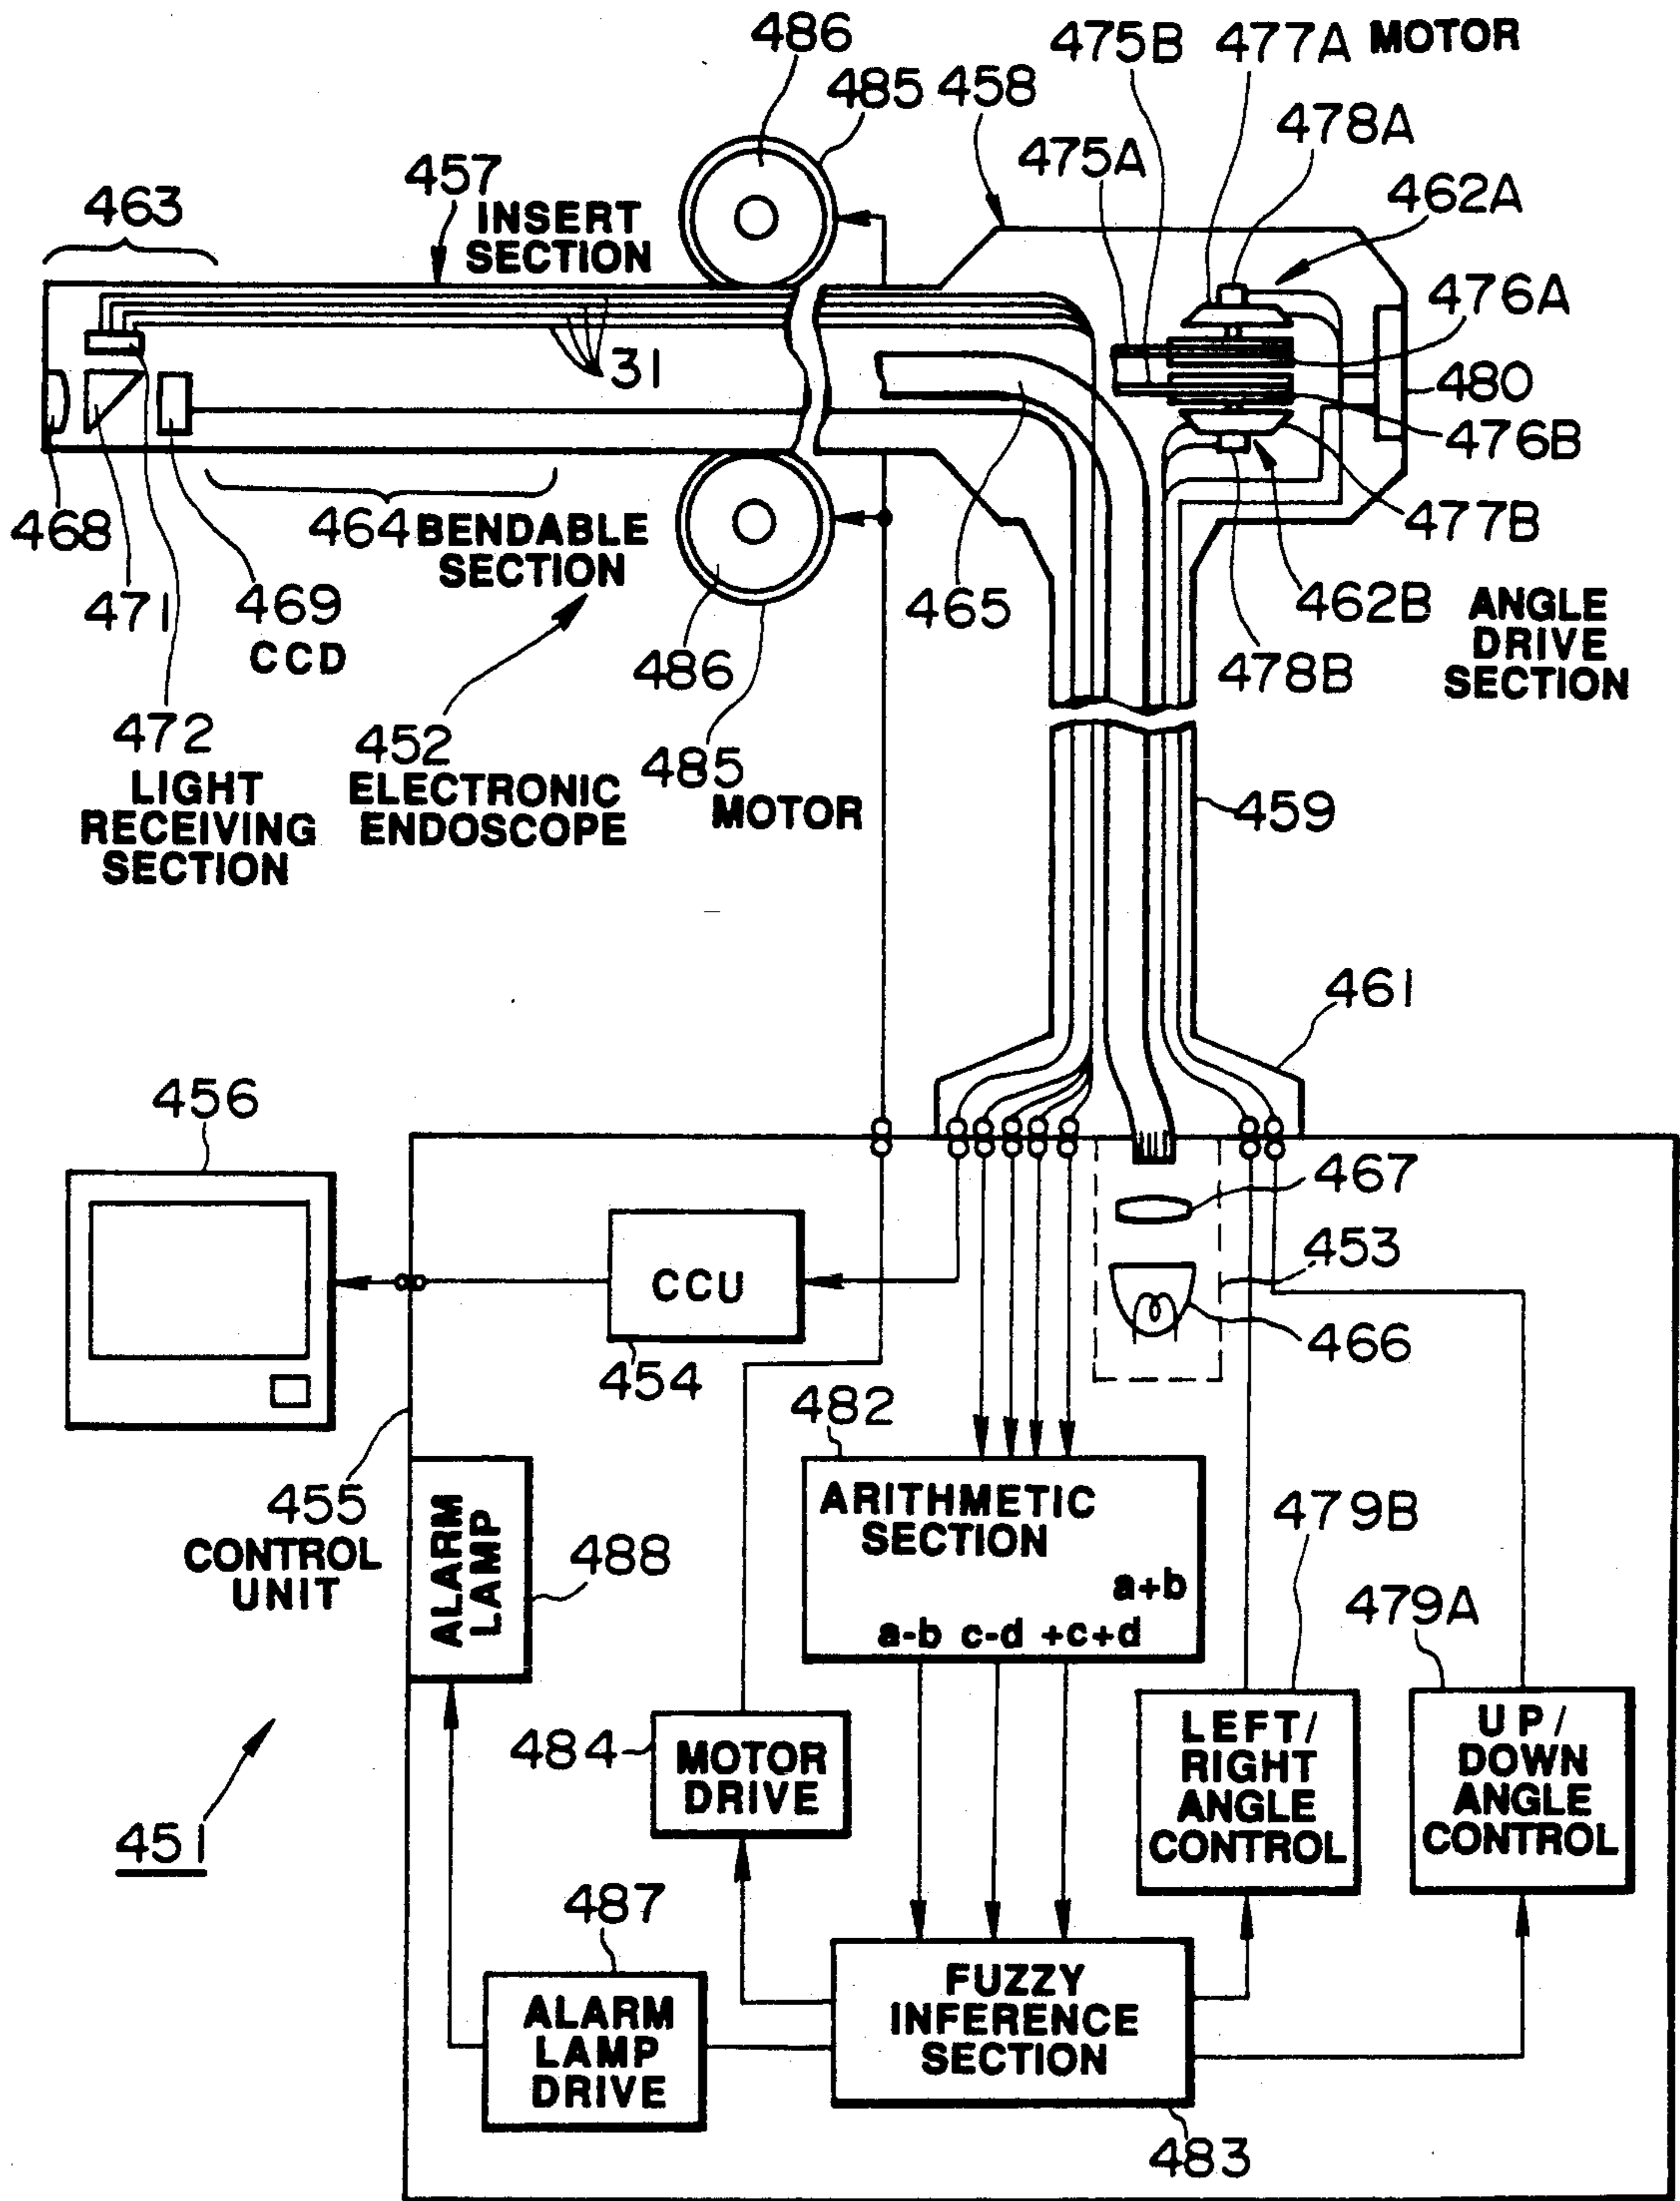 486
475B 477A MOTOR
485 458
478A
475A
457
INSERT
SECTION
463
462A
476A
31
480
476B
468
464 BENDABLE
SECTION
477B
471
469
CCD
465
462B
ANGLE
DRIVE
SECTION
486
478B
472
LIGHT
RECEIVING
SECTION
452
ELECTRONIC
ENDOSCOPE
485
MOTOR
459
461
456
467
CCU
453
454
466
482
455
CONTROL
UNIT
ALARM
LAMP
488
ARITHMETIC
SECTION
a+b
a-b c-d +c+d
479B
479A
484
MOTOR
DRIVE
LEFT/
RIGHT
ANGLE
CONTROL
UP/
DOWN
ANGLE
CONTROL
451
487
ALARM
LAMP
DRIVE
FUZZY
INFERENCE
SECTION
483